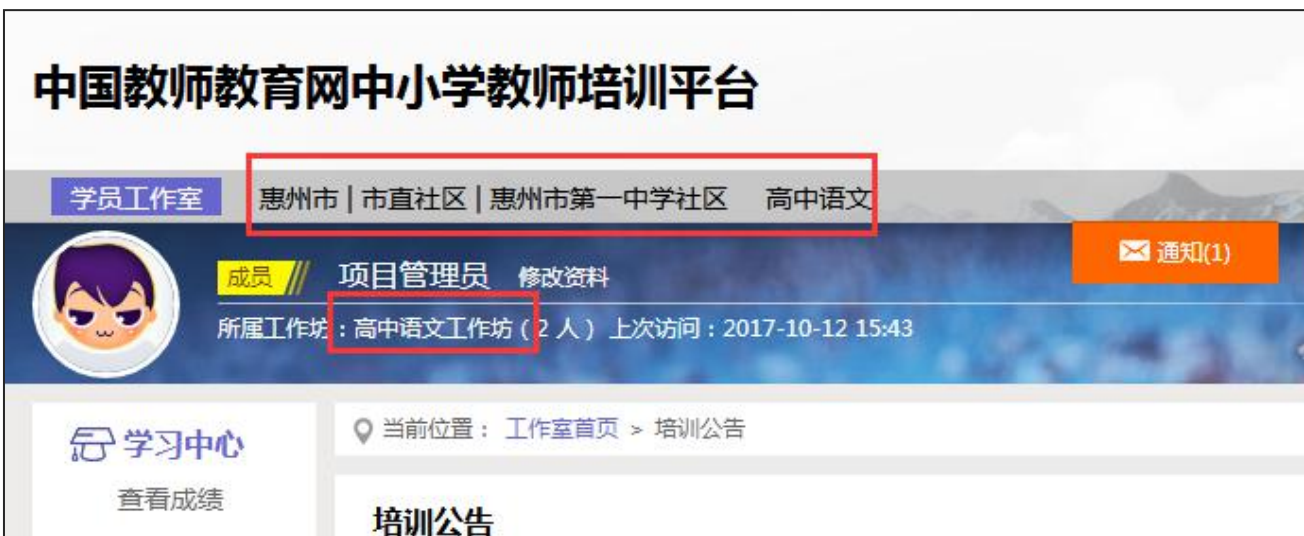 中国教师教育网中小学教师培训平台
学员工作室 惠州市 | 市直社区 | 惠州市第一中学社区 高中语文
通知(1)
成员 项目管理员 修改资料
所属工作坊：高中语文工作坊（2 人） 上次访问：2017-10-12 15:43
学习中心
当前位置： 工作室首页 > 培训公告
查看成绩
培训公告